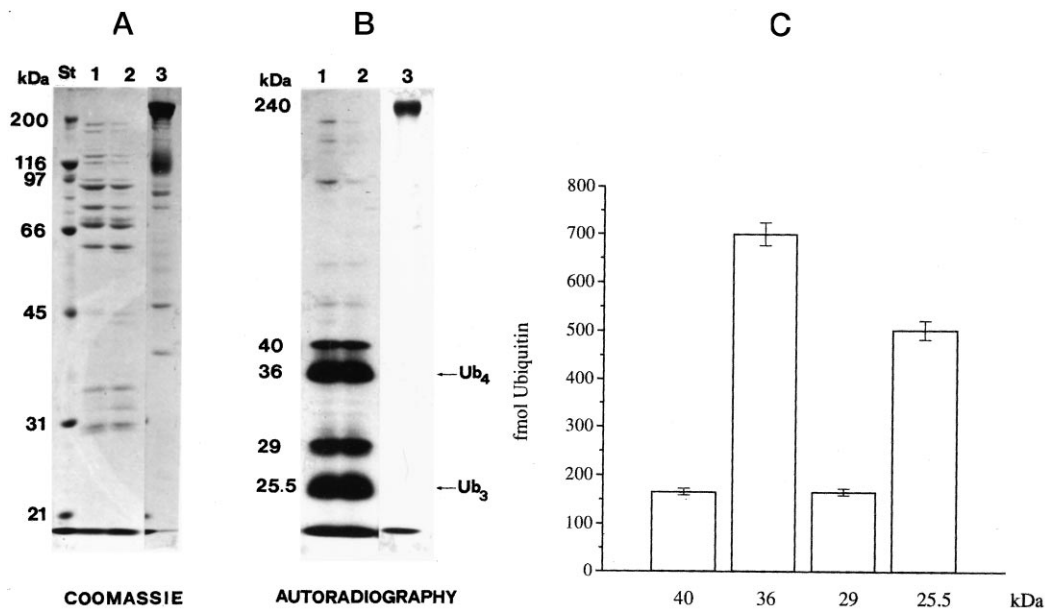 A
B
C
kDa St 1 2 3
200
116
97
66
45
31
21
COOMASSIE
kDa 1 2 3
240
40
36
29
25.5
←Ub4
←Ub3
AUTORADIOGRAPHY
fmol Ubiquitin
800
700
600
500
400
300
200
100
0
40 36 29 25.5 kDa